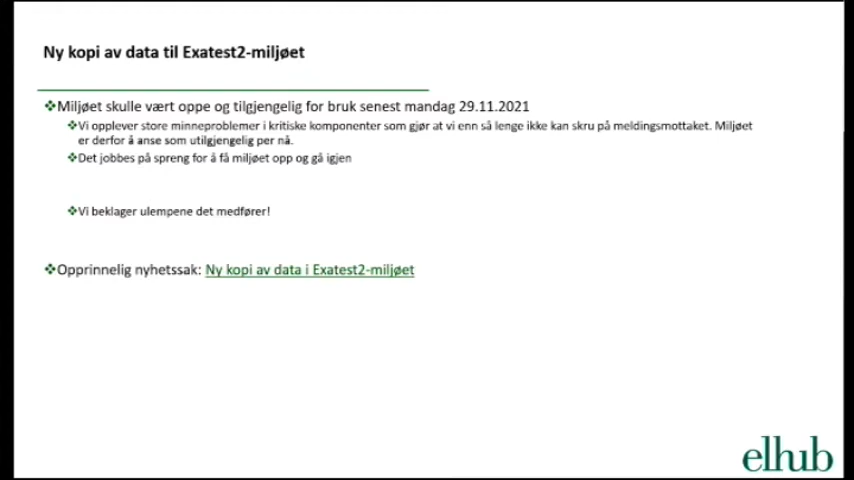 Ny kopi av data til Exatest2-miljøet
❖Miljøet skulle vært oppe og tilgjengelig for bruk senest mandag 29.11.2021
❖Vi opplever store minneproblemer i kritiske komponenter som gjør at vi enn så lenge ikke kan skru på meldingsmottaket. Miljøet
er derfor å anse som utilgjengelig per nå.
❖Det jobbes på spreng for å få miljøet opp og gå igjen
❖Vi beklager ulempene det medfører!
❖Opprinnelig nyhetssak: Ny kopi av data i Exatest2-miljøet
elhub